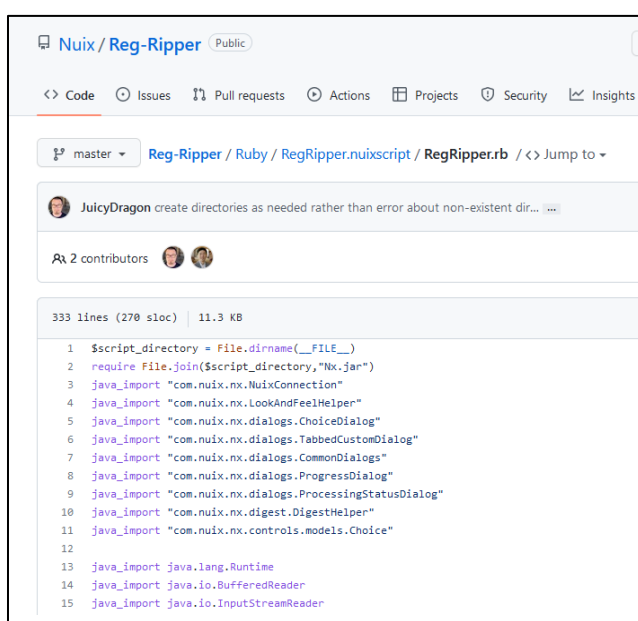 Nuix / Reg-Ripper Public
<> Code Issues Pull requests Actions Projects Security Insights
master Reg-Ripper / Ruby / RegRipper.nuixscript / RegRipper.rb / <> Jump to
JuicyDragon create directories as needed rather than error about non-existent dir... ...
2 contributors
333 lines (270 sloc) 11.3 KB
1 $script_directory = File.dirname(__FILE__)
2 require File.join($script_directory,"Nx.jar")
3 java_import "com.nuix.nx.NuixConnection"
4 java_import "com.nuix.nx.LookAndFeelHelper"
5 java_import "com.nuix.nx.dialogs.ChoiceDialog"
6 java_import "com.nuix.nx.dialogs.TabbedCustomDialog"
7 java_import "com.nuix.nx.dialogs.CommonDialogs"
8 java_import "com.nuix.nx.dialogs.ProgressDialog"
9 java_import "com.nuix.nx.dialogs.ProcessingStatusDialog"
10 java_import "com.nuix.nx.digest.DigestHelper"
11 java_import "com.nuix.nx.controls.models.Choice"
12
13 java_import java.lang.Runtime
14 java_import java.io.BufferedReader
15 java_import java.io.InputStreamReader